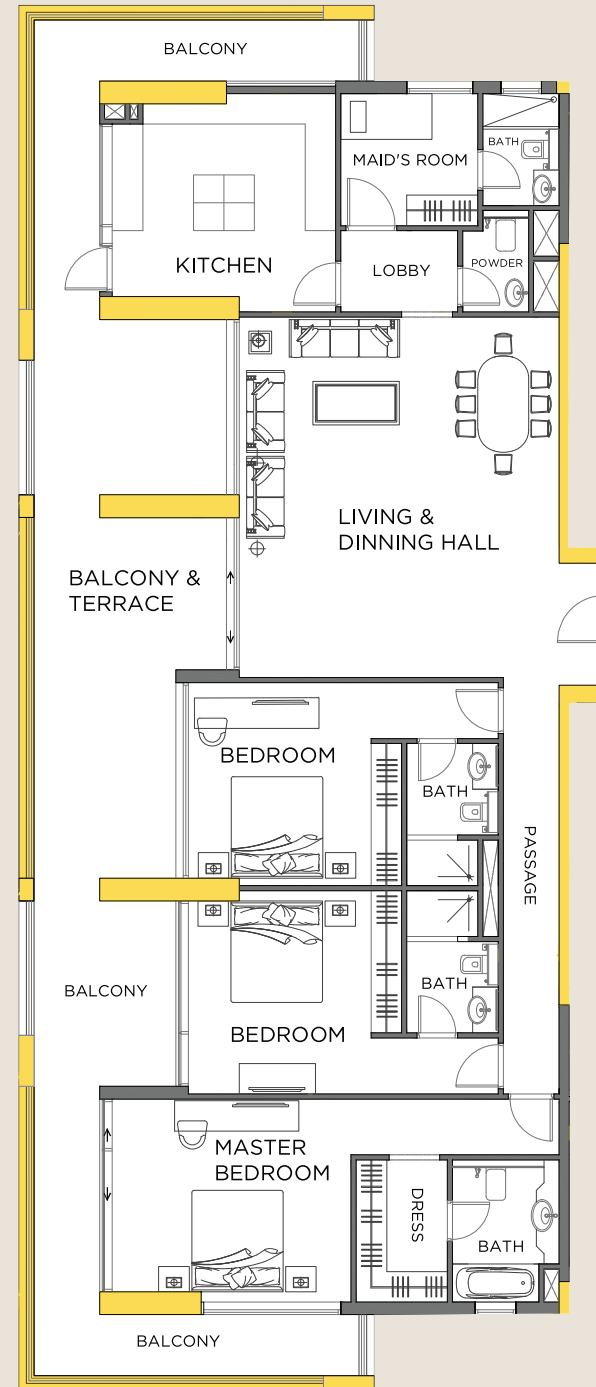 BALCONY
BATH
MAID'S ROOM
KITCHEN
LOBBY
POWDER
LIVING &
DINNING HALL
BALCONY &
TERRACE
BEDROOM
BATH
PASSAGE
BATH
BALCONY
BEDROOM
MASTER
BEDROOM
DRESS
BATH
BALCONY